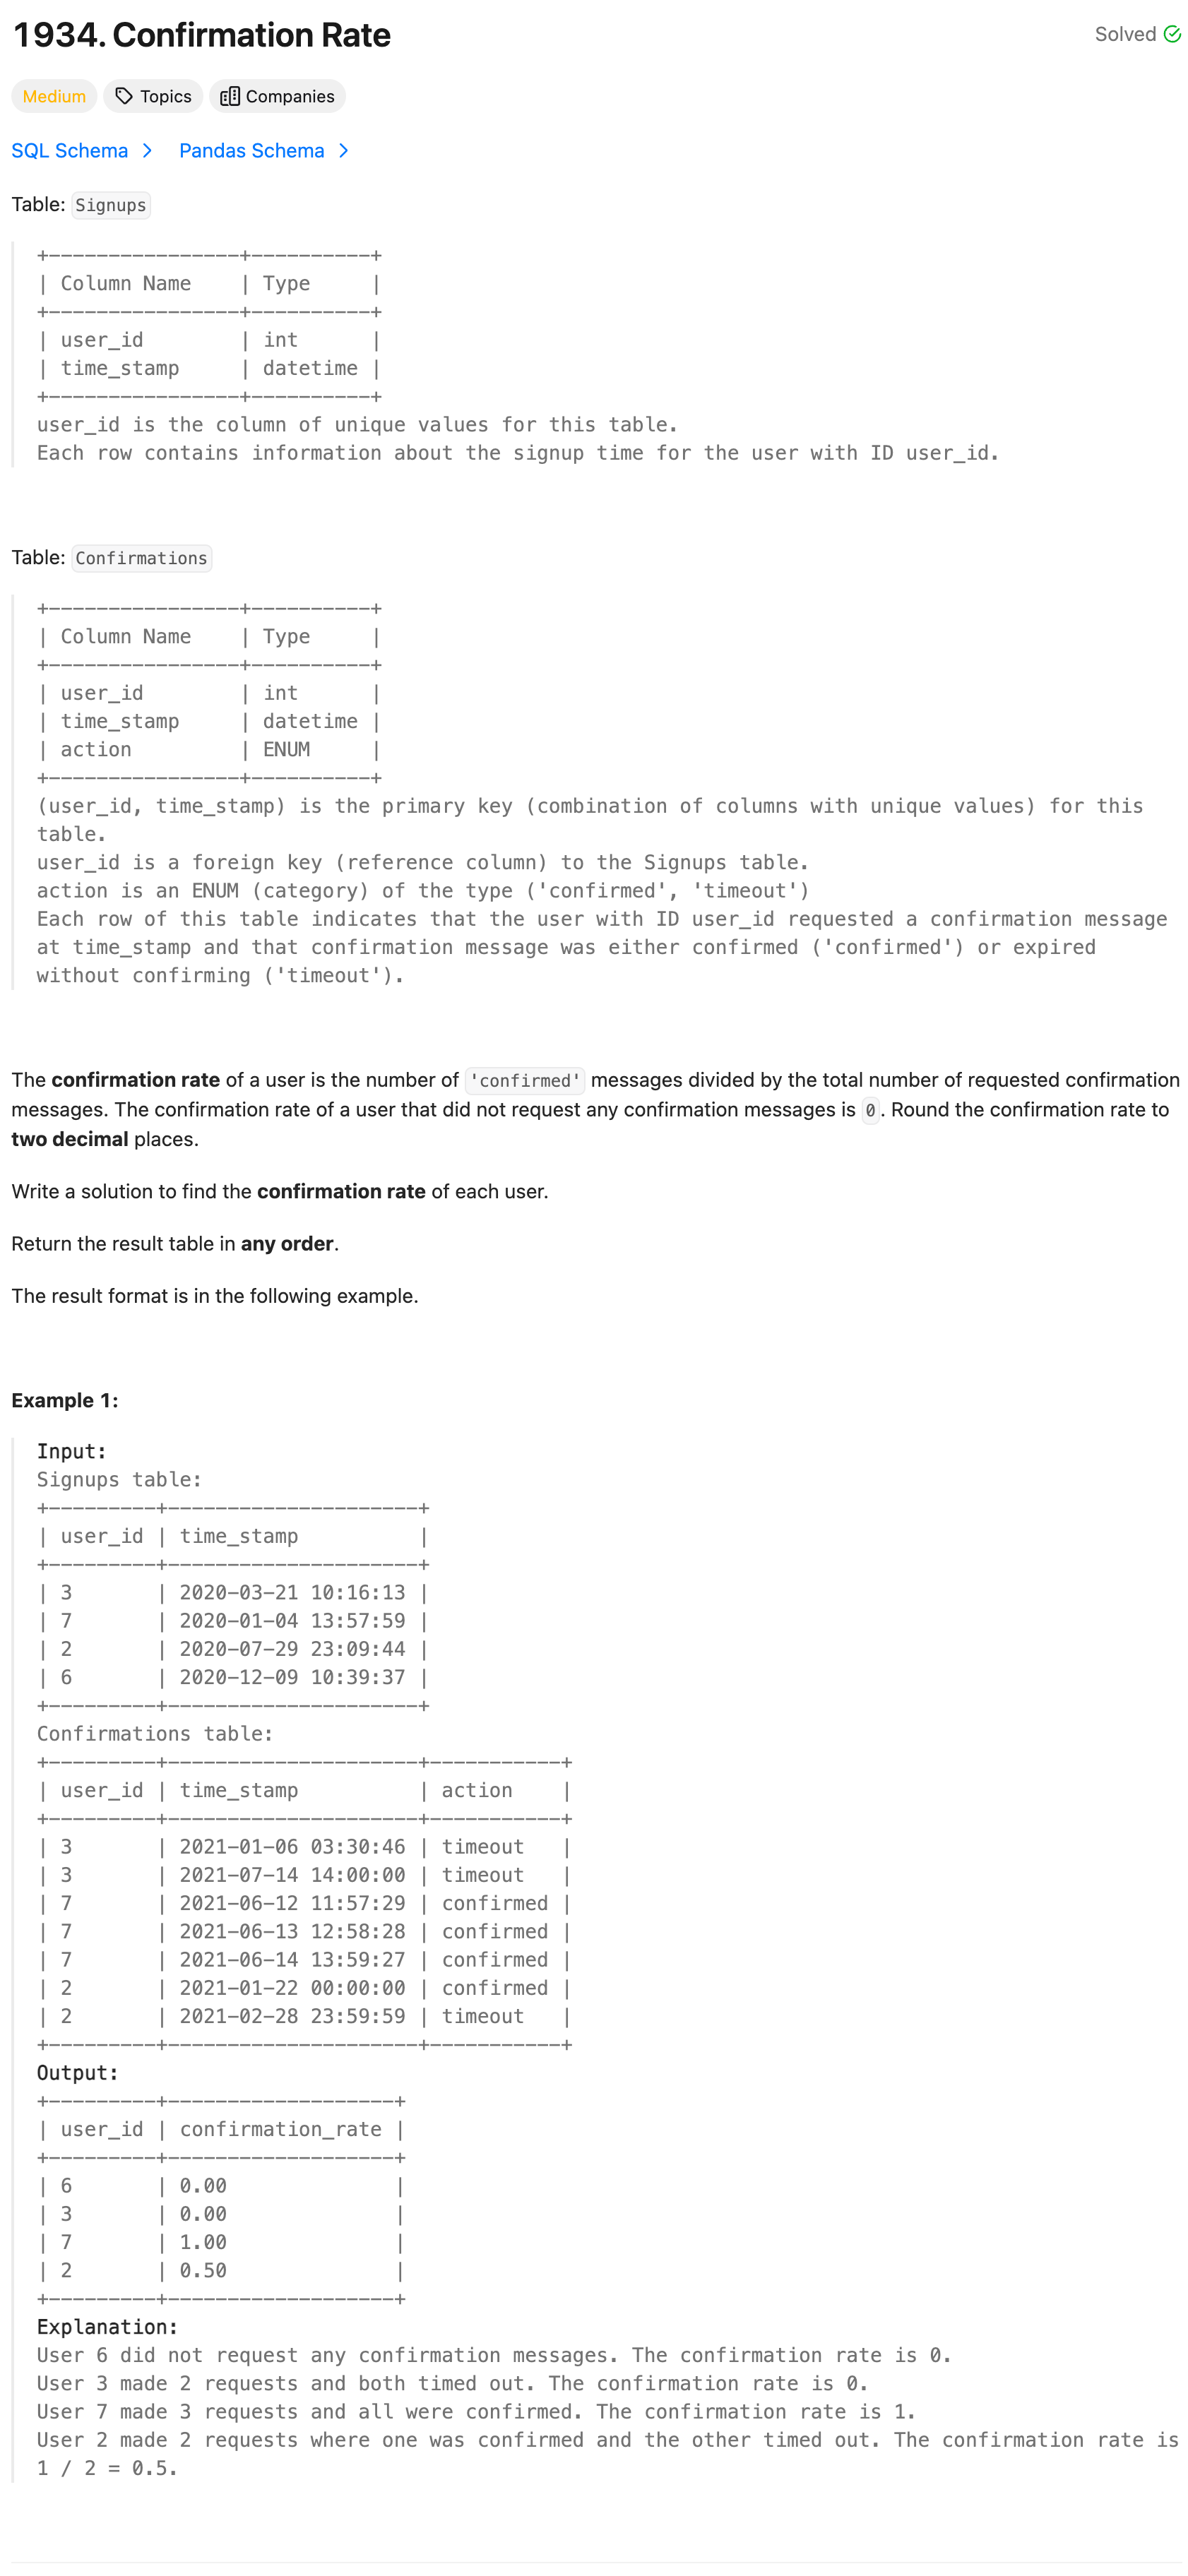 1934. Confirmation Rate
Solved
Medium
Topics
Companies
SQL Schema >
Pandas Schema >
Table: Signups
+----------------+----------+
| Column Name    | Type     |
+----------------+----------+
| user_id        | int      |
| time_stamp     | datetime |
+----------------+----------+
user_id is the column of unique values for this table.
Each row contains information about the signup time for the user with ID user_id.
Table: Confirmations
+----------------+----------+
| Column Name    | Type     |
+----------------+----------+
| user_id        | int      |
| time_stamp     | datetime |
| action         | ENUM     |
+----------------+----------+
(user_id, time_stamp) is the primary key (combination of columns with unique values) for this
table.
user_id is a foreign key (reference column) to the Signups table.
action is an ENUM (category) of the type ('confirmed', 'timeout')
Each row of this table indicates that the user with ID user_id requested a confirmation message
at time_stamp and that confirmation message was either confirmed ('confirmed') or expired
without confirming ('timeout').
The confirmation rate of a user is the number of 'confirmed' messages divided by the total number of requested confirmation
messages. The confirmation rate of a user that did not request any confirmation messages is 0. Round the confirmation rate to
two decimal places.
Write a solution to find the confirmation rate of each user.
Return the result table in any order.
The result format is in the following example.
Example 1:
Input:
Signups table:
+---------+---------------------+
| user_id | time_stamp          |
+---------+---------------------+
| 3       | 2020-03-21 10:16:13 |
| 7       | 2020-01-04 13:57:59 |
| 2       | 2020-07-29 23:09:44 |
| 6       | 2020-12-09 10:39:37 |
+---------+---------------------+
Confirmations table:
+---------+---------------------+-----------+
| user_id | time_stamp          | action    |
+---------+---------------------+-----------+
| 3       | 2021-01-06 03:30:46 | timeout   |
| 3       | 2021-07-14 14:00:00 | timeout   |
| 7       | 2021-06-12 11:57:29 | confirmed |
| 7       | 2021-06-13 12:58:28 | confirmed |
| 7       | 2021-06-14 13:59:27 | confirmed |
| 2       | 2021-01-22 00:00:00 | confirmed |
| 2       | 2021-02-28 23:59:59 | timeout   |
+---------+---------------------+-----------+
Output:
+---------+-------------------+
| user_id | confirmation_rate |
+---------+-------------------+
| 6       | 0.00              |
| 3       | 0.00              |
| 7       | 1.00              |
| 2       | 0.50              |
+---------+-------------------+
Explanation:
User 6 did not request any confirmation messages. The confirmation rate is 0.
User 3 made 2 requests and both timed out. The confirmation rate is 0.
User 7 made 3 requests and all were confirmed. The confirmation rate is 1.
User 2 made 2 requests where one was confirmed and the other timed out. The confirmation rate is
1 / 2 = 0.5.